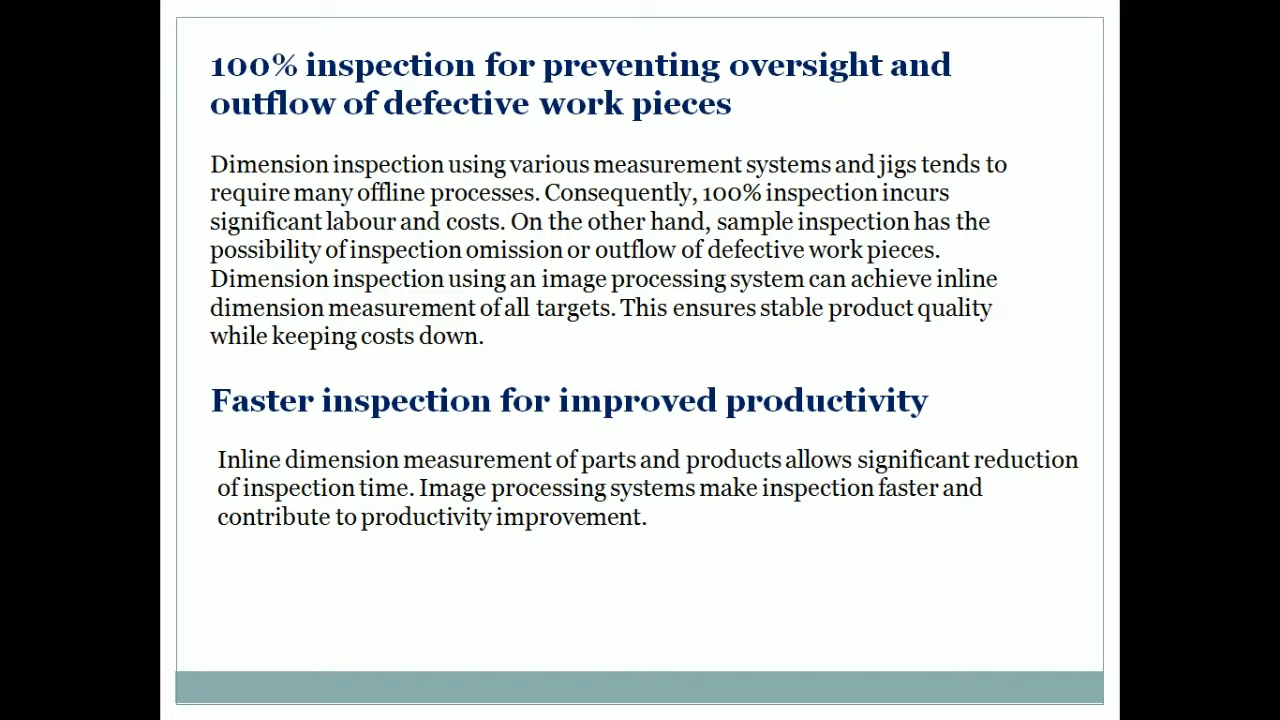 100% inspection for preventing oversight and
outflow of defective work pieces
Dimension inspection using various measurement systems and jigs tends to
require many offline processes. Consequently, 100% inspection incurs
significant labour and costs. On the other hand, sample inspection has the
possibility of inspection omission or outflow of defective work pieces.
Dimension inspection using an image processing system can achieve inline
dimension measurement of all targets. This ensures stable product quality
while keeping costs down.
Faster inspection for improved productivity
Inline dimension measurement of parts and products allows significant reduction
of inspection time. Image processing systems make inspection faster and
contribute to productivity improvement.